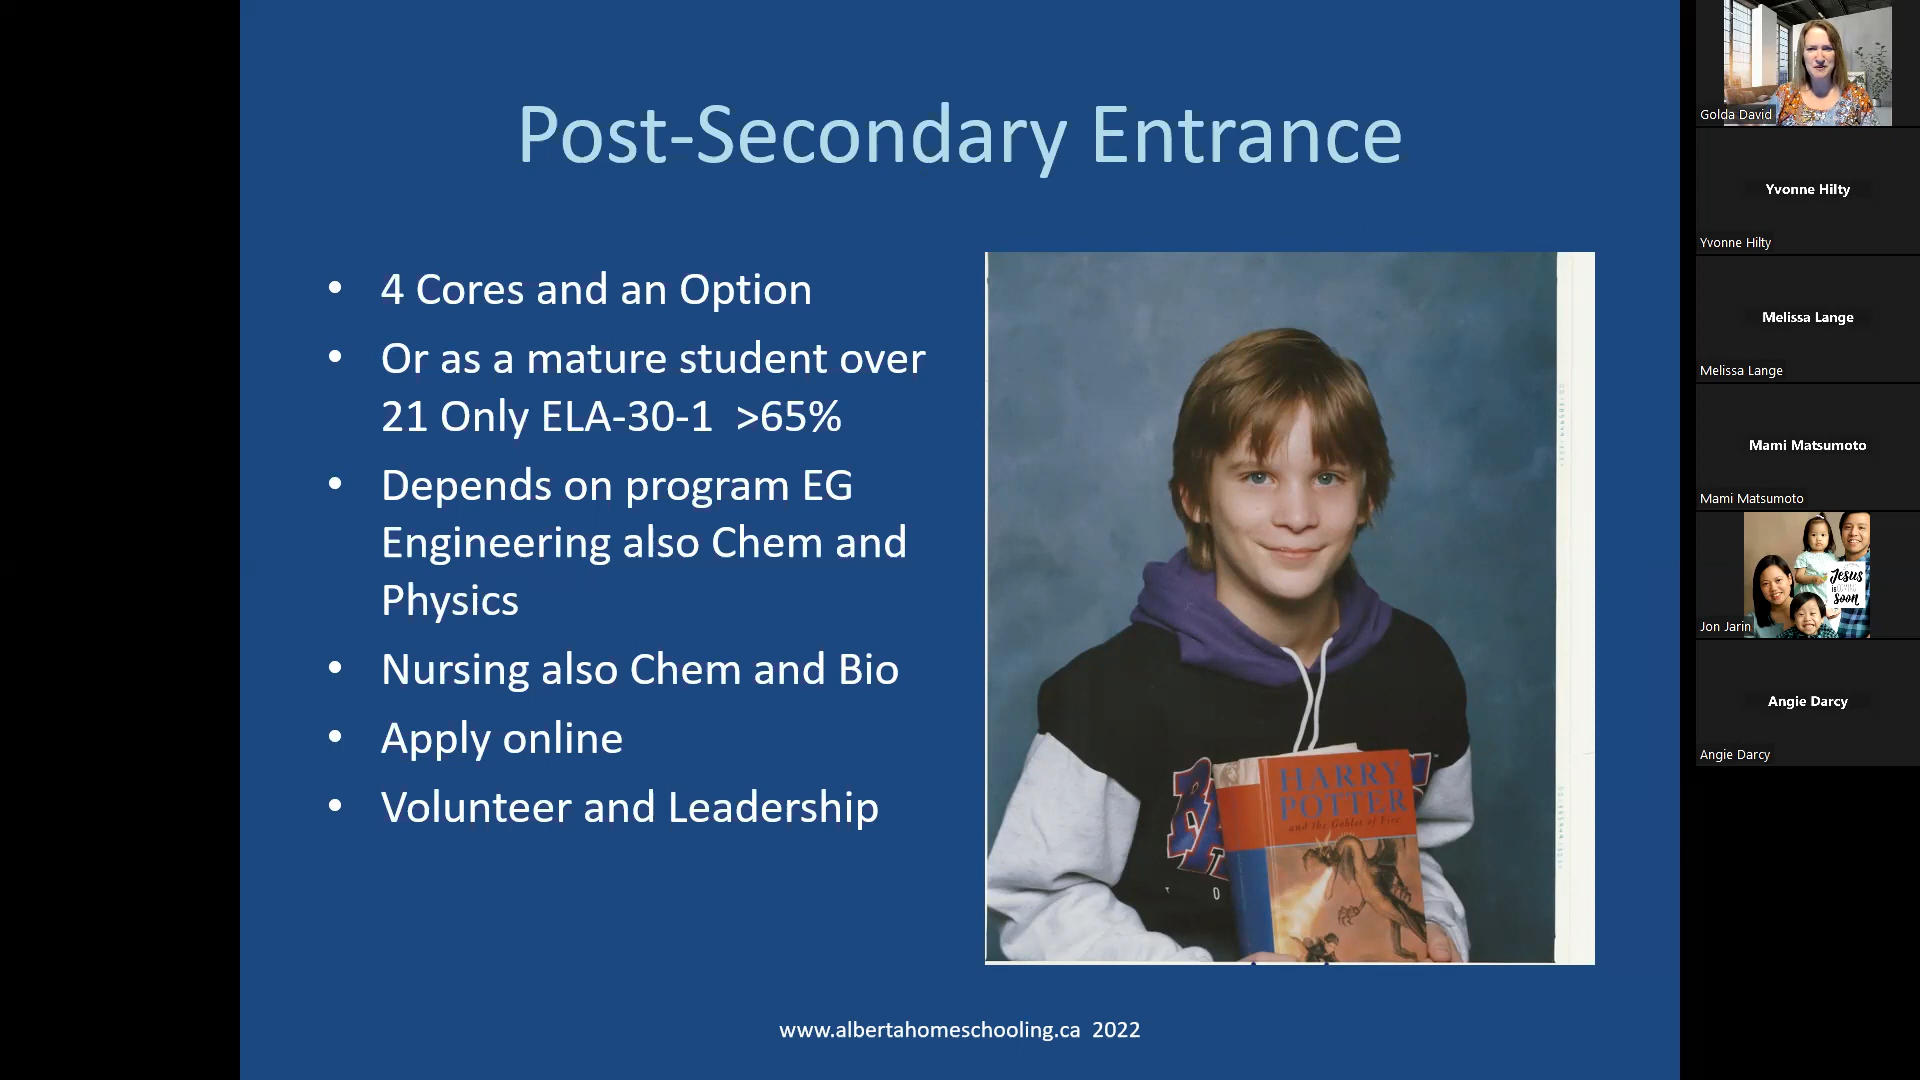 Post-Secondary Entrance
• 4 Cores and an Option
• Or as a mature student over
21 Only ELA-30-1 >65%
• Depends on program EG
Engineering also Chem and
Physics
• Nursing also Chem and Bio
• Apply online
• Volunteer and Leadership
HARRY
POTTER
and the Goblet of Fire
www.albertahomeschooling.ca 2022
Golda David
Yvonne Hilty
Yvonne Hilty
Melissa Lange
Melissa Lange
Mami Matsumoto
Mami Matsumoto
Jesus
is
soon
Jon Jarin
Angie Darcy
Angie Darcy